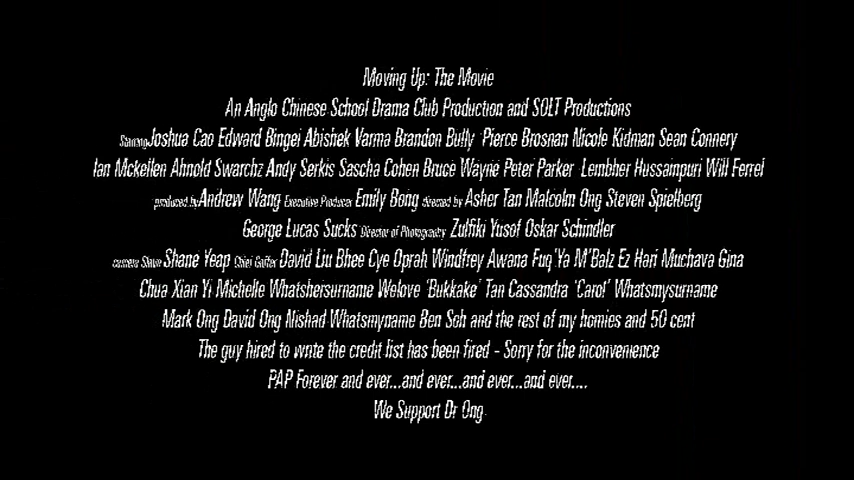 Moving Up: The Movie
An Anglo Chinese School Drama Club Production and SOLT Productions
Starring Joshua Cao Edward Bingei Abishek Varma Brandon Bully Pierce Brosnan Nicole Kidman Sean Connery
Ian Mckellen Ahnold Swarchz Andy Serkis Sascha Cohen Bruce Wayne Peter Parker Lembher Hussainpuri Will Ferrel
produced by Andrew Wang Executive Producer Emily Bong directed by Asher Tan Malcolm Ong Steven Spielberg
George Lucas Sucks Director of Photography Zulfiki Yusof Oskar Schindler
camera Slave Shane Yeap Chief Gaffer David Liu Bhee Cye Oprah Windfrey Awana Fuq'Ya M'Balz Ez Hari Muchava Gina
Chua Xian Yi Michelle Whatshersurname Welove 'Bukkake' Tan Cassandra 'Carol' Whatsmysurname
Mark Ong David Ong Nishad Whatsmyname Ben Soh and the rest of my homies and 50 cent
The guy hired to write the credit list has been fired - Sorry for the inconvenience
PAP Forever and ever...and ever...and ever...and ever....
We Support Dr Ong